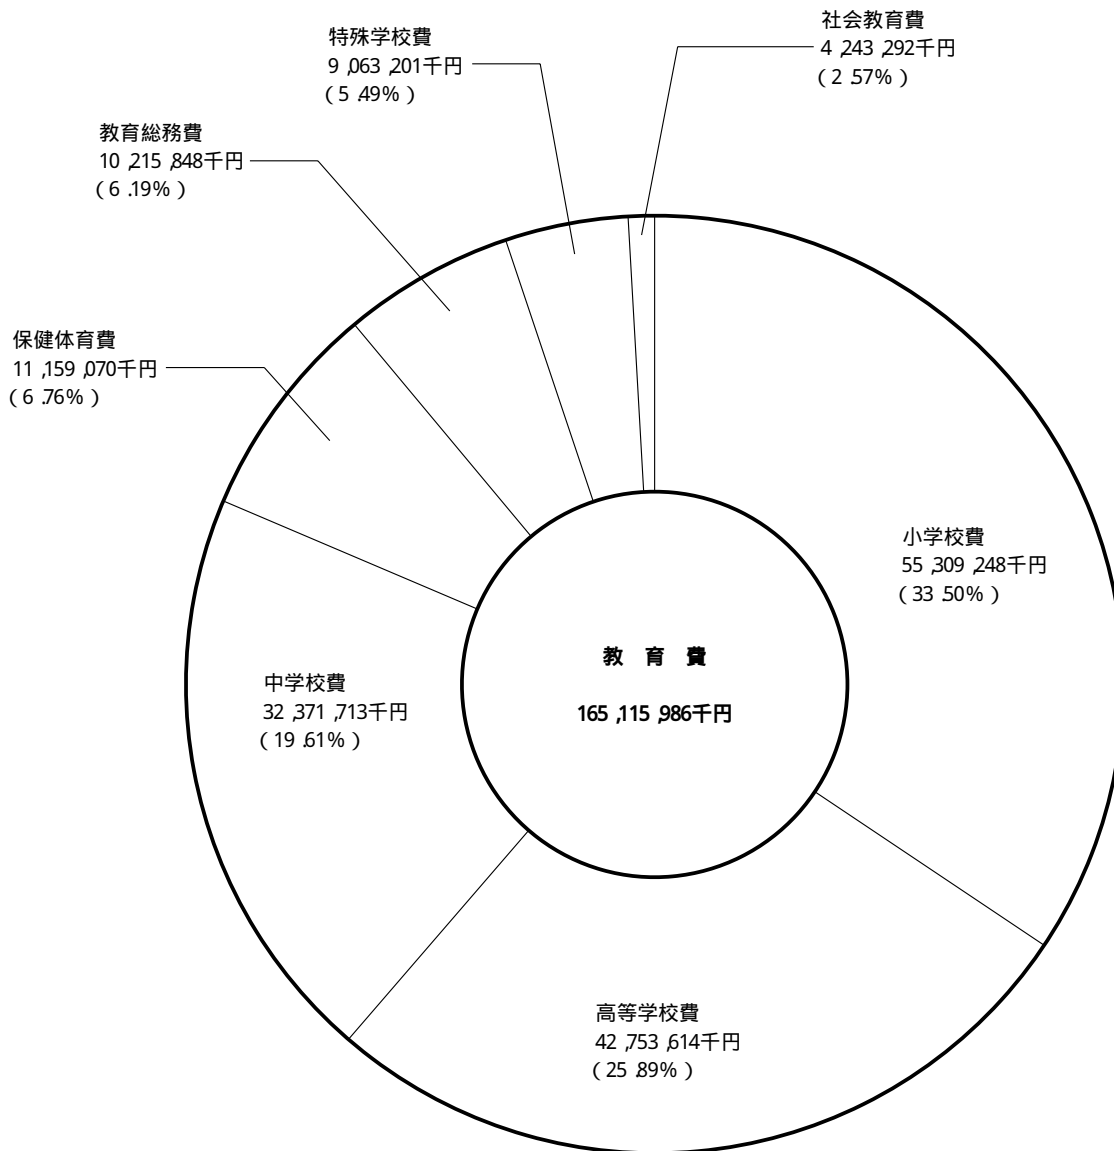 社会教育費
4,243,292千円
(2.57%)
特殊学校費
9,063,201千円
(5.49%)
教育総務費
10,215,848千円
(6.19%)
保健体育費
11,159,070千円
(6.76%)
小学校費
55,309,248千円
(33.50%)
教 育 費
165,115,986千円
中学校費
32,371,713千円
(19.61%)
高等学校費
42,753,614千円
(25.89%)